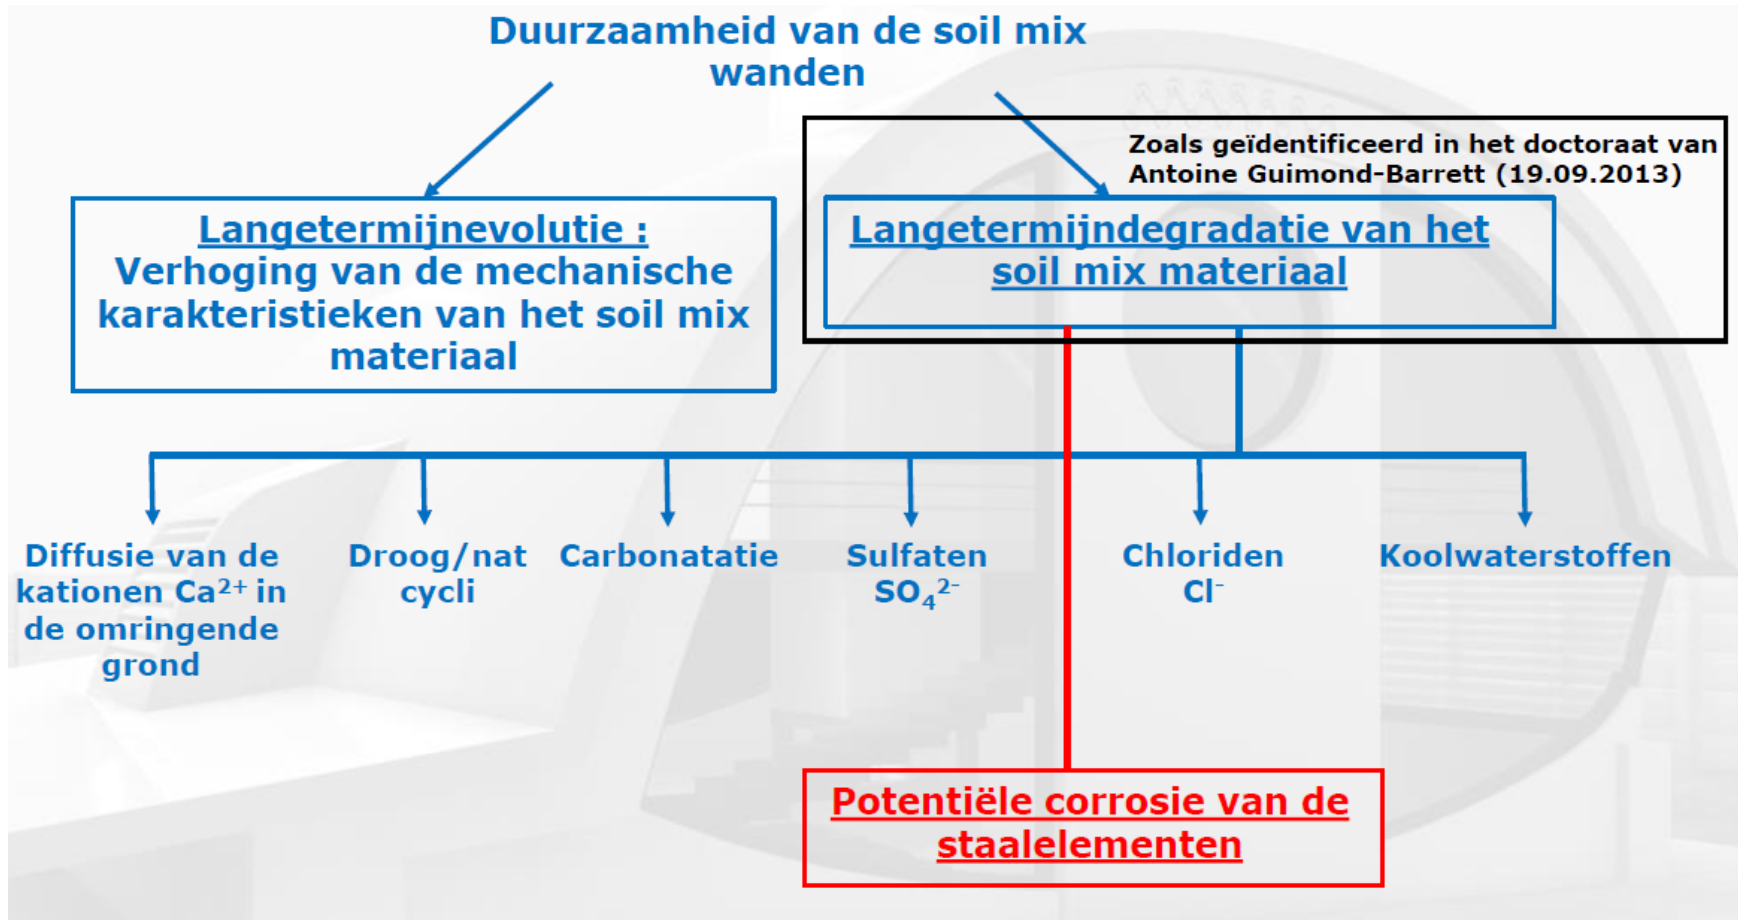 Duurzaamheid van de soil mix
wanden
Zoals geïdentificeerd in het doctoraat van
Antoine Guimond-Barrett (19.09.2013)
Langetermijnevolutie :
Verhoging van de mechanische
karakteristieken van het soil mix
materiaal
Langetermijndegradatie van het
soil mix materiaal
Diffusie van de
kationen Ca²⁺ in
de omringende
grond
Droog/nat
cycli
Carbonatatie
Sulfaten
SO₄²⁻
Chloriden
Cl⁻
Koolwaterstoffen
Potentiële corrosie van de
staalelementen